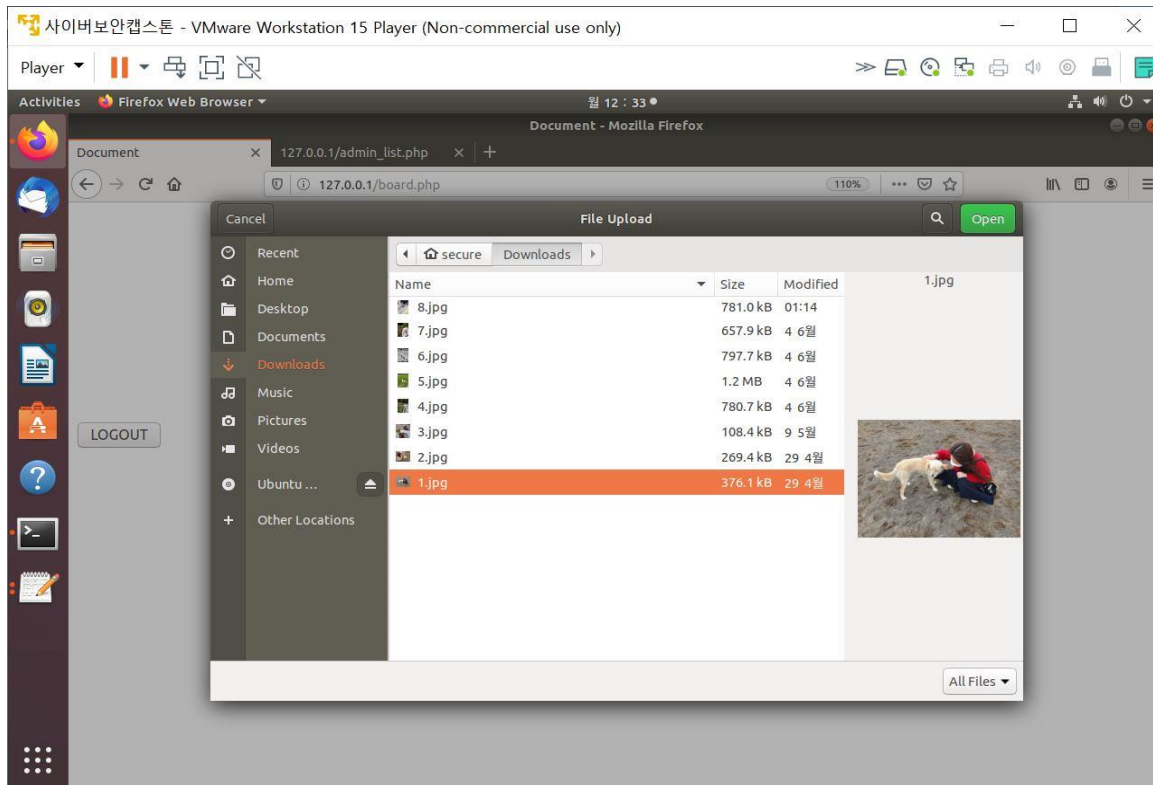 사이버보안캡스톤 - VMware Workstation 15 Player (Non-commercial use only)
Player
Activities Firefox Web Browser 월 12 : 33
Document - Mozilla Firefox
Document 127.0.0.1/admin_list.php
127.0.0.1/board.php 110%
Cancel File Upload Open
Recent
Home
Desktop
Documents
Downloads
Music
Pictures
Videos
Ubuntu ...
Other Locations
secure Downloads
Name Size Modified
8.jpg 781.0 kB 01:14
7.jpg 657.9 kB 4 6월
6.jpg 797.7 kB 4 6월
5.jpg 1.2 MB 4 6월
4.jpg 780.7 kB 4 6월
3.jpg 108.4 kB 9 5월
2.jpg 269.4 kB 29 4월
1.jpg 376.1 kB 29 4월
1.jpg
LOGOUT
All Files